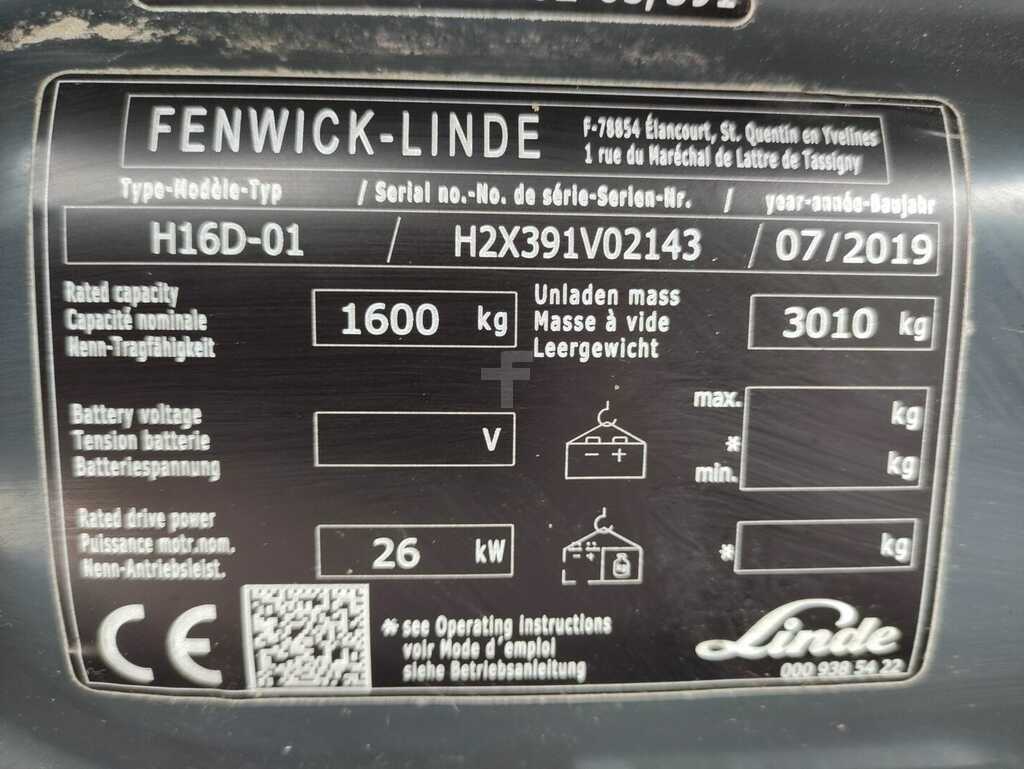 FENWICK-LINDE
F-78854 Élancourt, St. Quentin en Yvelines
1 rue du Maréchal de Lattre de Tassigny
Type-Modèle-Typ / Serial no.-No. de série-Serien-Nr. / year-année-Baujahr
H16D-01 / H2X391V02143 / 07/2019
Rated capacity
Capacité nominale
Nenn-Tragfähigkeit
1600 kg
Unladen mass
Masse à vide
Leergewicht
3010 kg
Battery voltage
Tension batterie
Batteriespannung
V
max. kg
*
min. kg
Rated drive power
Puissance motr.nom.
Nenn-Antriebsleist.
26 kW
* kg
CE
* see Operating Instructions
voir Mode d'emploi
siehe Betriebsanleitung
Linde
000 938 54 22